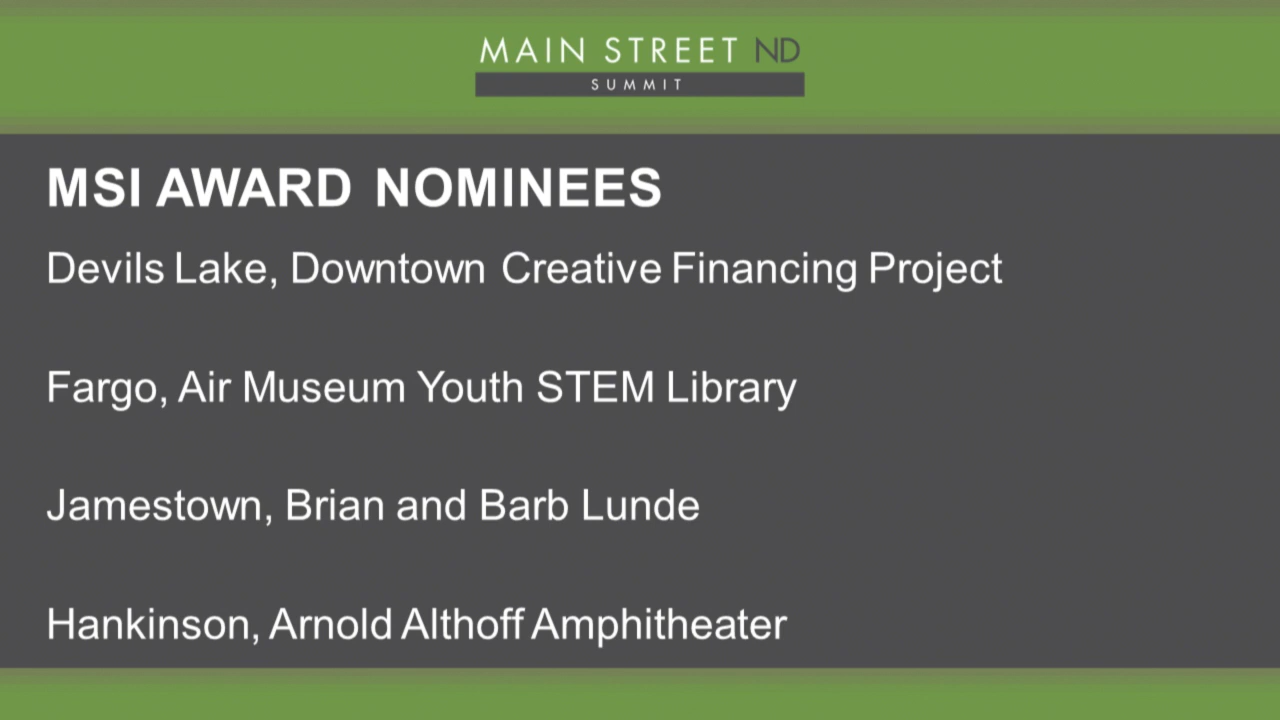 MAIN STREET ND
SUMMIT
MSI AWARD NOMINEES
Devils Lake, Downtown Creative Financing Project
Fargo, Air Museum Youth STEM Library
Jamestown, Brian and Barb Lunde
Hankinson, Arnold Althoff Amphitheater